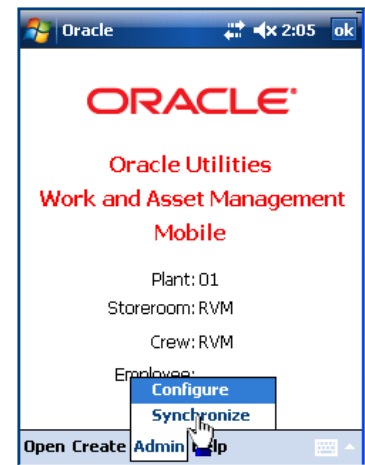 Oracle 2:05 ok
ORACLE
Oracle Utilities
Work and Asset Management
Mobile
Plant: 01
Storeroom: RVM
Crew: RVM
Employee:
Configure
Synchronize
Open Create Admin